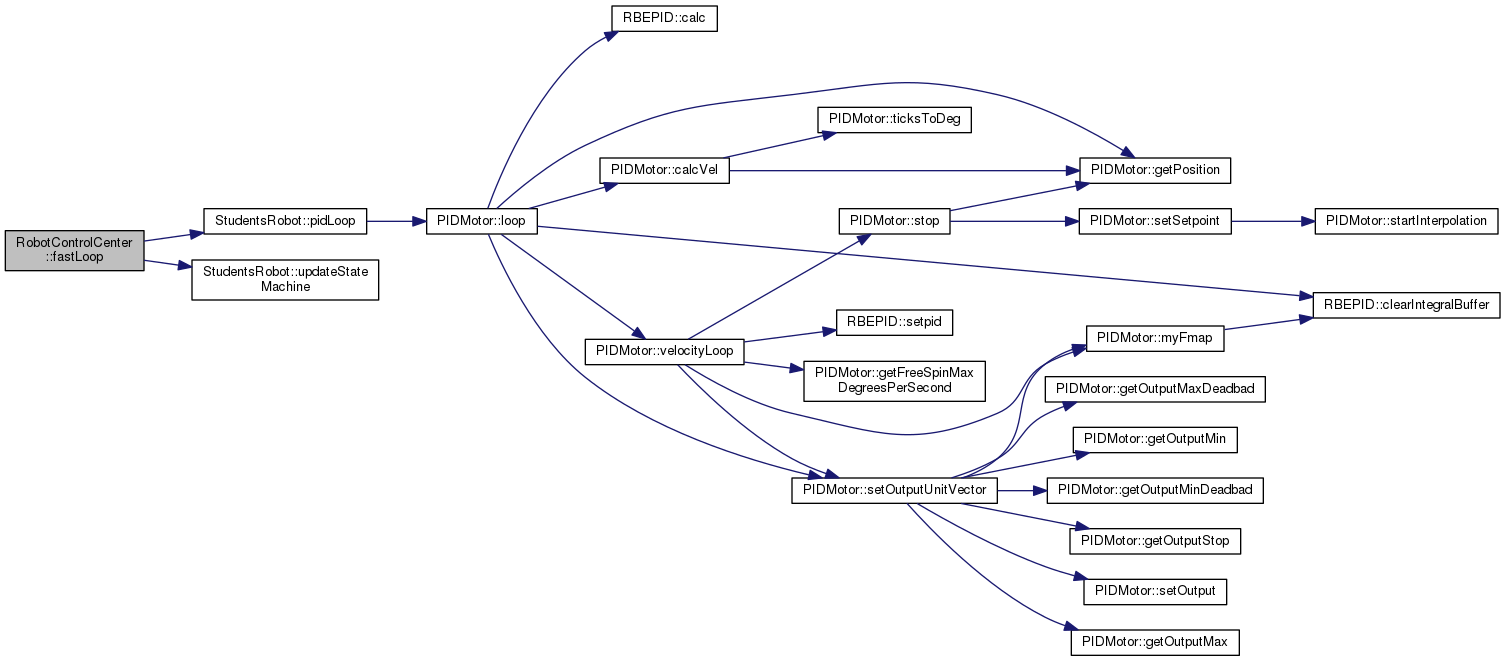 RBEPID::calc
PIDMotor::ticksToDeg
PIDMotor::calcVel
PIDMotor::getPosition
StudentsRobot::pidLoop
PIDMotor::loop
PIDMotor::stop
PIDMotor::setSetpoint
PIDMotor::startInterpolation
RobotControlCenter
::fastLoop
StudentsRobot::updateState
Machine
RBEPID::clearIntegralBuffer
RBEPID::setpid
PIDMotor::myFmap
PIDMotor::velocityLoop
PIDMotor::getFreeSpinMax
DegreesPerSecond
PIDMotor::getOutputMaxDeadbad
PIDMotor::getOutputMin
PIDMotor::setOutputUnitVector
PIDMotor::getOutputMinDeadbad
PIDMotor::getOutputStop
PIDMotor::setOutput
PIDMotor::getOutputMax